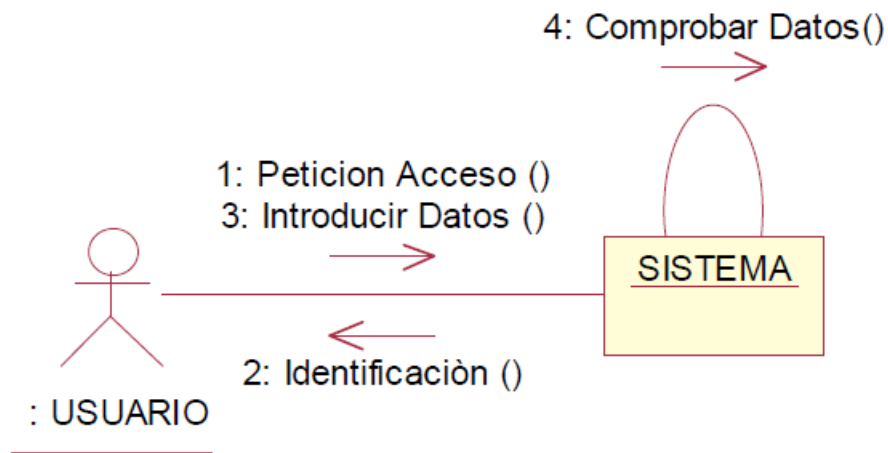 4: Comprobar Datos()
1: Peticion Acceso ()
3: Introducir Datos ()
SISTEMA
2: Identificaciòn ()
: USUARIO